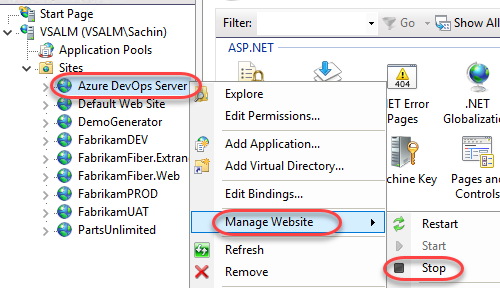 Start Page
VSALM (VSALM\Sachin)
Application Pools
Sites
Azure DevOps Server
Default Web Site
DemoGenerator
FabrikamDEV
FabrikamFiber.Extran
FabrikamFiber.Web
FabrikamPROD
FabrikamUAT
PartsUnlimited
Filter:
Go
Show All
ASP.NET
404
.NET
ET Error
Pages
Globalizatio
chine Key
Pages and
Controls
Explore
Edit Permissions...
Add Application...
Add Virtual Directory...
Edit Bindings...
Manage Website
Refresh
Remove
Restart
Start
Stop